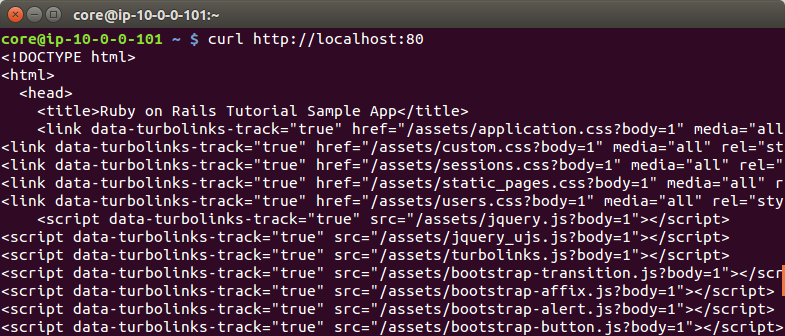 core@ip-10-0-0-101:~
core@ip-10-0-0-101 ~ $ curl http://localhost:80
<!DOCTYPE html>
<html>
  <head>
    <title>Ruby on Rails Tutorial Sample App</title>
    <link data-turbolinks-track="true" href="/assets/application.css?body=1" media="all
<link data-turbolinks-track="true" href="/assets/custom.css?body=1" media="all" rel="st
<link data-turbolinks-track="true" href="/assets/sessions.css?body=1" media="all" rel="
<link data-turbolinks-track="true" href="/assets/static_pages.css?body=1" media="all" r
<link data-turbolinks-track="true" href="/assets/users.css?body=1" media="all" rel="sty
    <script data-turbolinks-track="true" src="/assets/jquery.js?body=1"></script>
<script data-turbolinks-track="true" src="/assets/jquery_ujs.js?body=1"></script>
<script data-turbolinks-track="true" src="/assets/turbolinks.js?body=1"></script>
<script data-turbolinks-track="true" src="/assets/bootstrap-transition.js?body=1"></scr
<script data-turbolinks-track="true" src="/assets/bootstrap-affix.js?body=1"></script>
<script data-turbolinks-track="true" src="/assets/bootstrap-alert.js?body=1"></script>
<script data-turbolinks-track="true" src="/assets/bootstrap-button.js?body=1"></script>